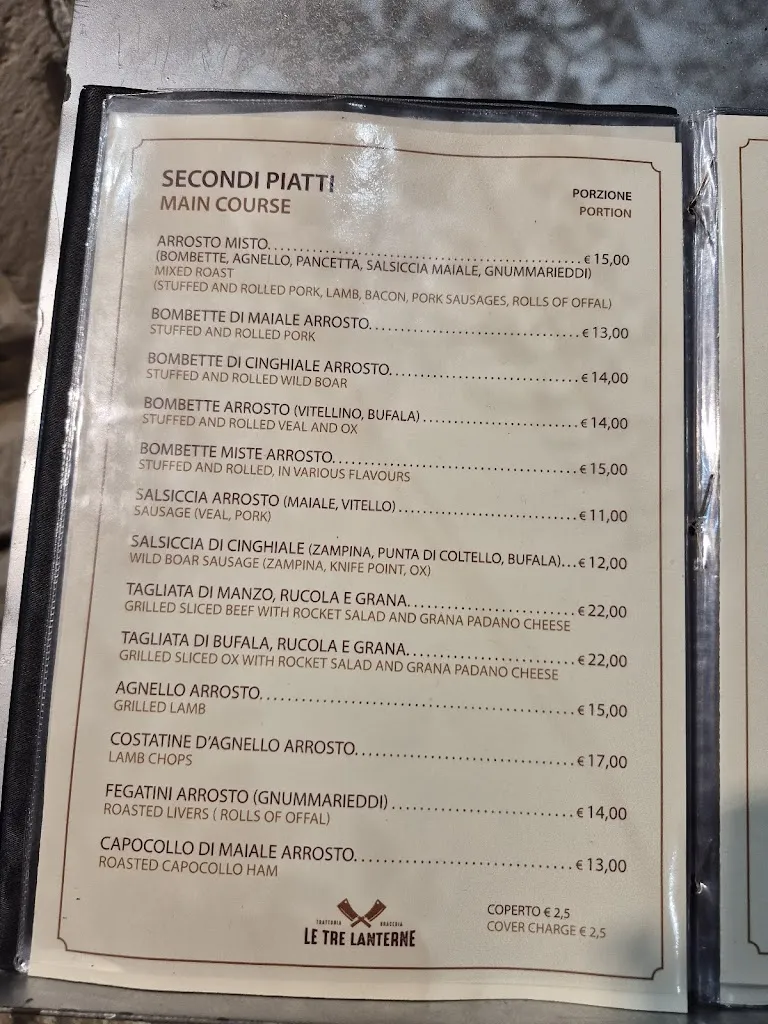 SECONDI PIATTI
MAIN COURSE
PORZIONE
PORTION
ARROSTO MISTO. € 15,00
(BOMBETTE, AGNELLO, PANCETTA, SALSICCIA MAIALE, GNUMMARIEDDI)
MIXED ROAST
(STUFFED AND ROLLED PORK, LAMB, BACON, PORK SAUSAGES, ROLLS OF OFFAL)
BOMBETTE DI MAIALE ARROSTO. € 13,00
STUFFED AND ROLLED PORK
BOMBETTE DI CINGHIALE ARROSTO. € 14,00
STUFFED AND ROLLED WILD BOAR
BOMBETTE ARROSTO (VITELLINO, BUFALA) € 14,00
STUFFED AND ROLLED VEAL AND OX
BOMBETTE MISTE ARROSTO. € 15,00
STUFFED AND ROLLED, IN VARIOUS FLAVOURS
SALSICCIA ARROSTO (MAIALE, VITELLO) € 11,00
SAUSAGE (VEAL, PORK)
SALSICCIA DI CINGHIALE (ZAMPINA, PUNTA DI COLTELLO, BUFALA)...€ 12,00
WILD BOAR SAUSAGE (ZAMPINA, KNIFE POINT, OX)
TAGLIATA DI MANZO, RUCOLA E GRANA. € 22,00
GRILLED SLICED BEEF WITH ROCKET SALAD AND GRANA PADANO CHEESE
TAGLIATA DI BUFALA, RUCOLA E GRANA. € 22,00
GRILLED SLICED OX WITH ROCKET SALAD AND GRANA PADANO CHEESE
AGNELLO ARROSTO. € 15,00
GRILLED LAMB
COSTATINE D'AGNELLO ARROSTO. € 17,00
LAMB CHOPS
FEGATINI ARROSTO (GNUMMARIEDDI) € 14,00
ROASTED LIVERS ( ROLLS OF OFFAL)
CAPOCOLLO DI MAIALE ARROSTO. € 13,00
ROASTED CAPOCOLLO HAM
TRATTORIA BRACERIA
LE TRE LANTERNE
COPERTO € 2,5
COVER CHARGE € 2,5